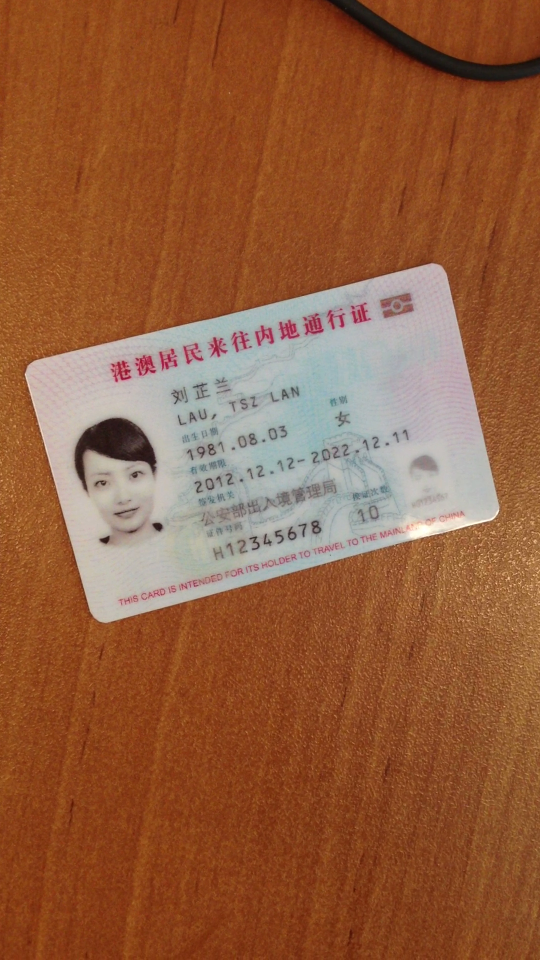 港澳居民来往内地通行证
刘芷兰
LAU, TSZ LAN
出生日期 性别
1981.08.03 女
有效期限
2012.12.12-2022.12.11
签发机关
公安部出入境管理局
证件号码 换证次数
H12345678 10
THIS CARD IS INTENDED FOR ITS HOLDER TO TRAVEL TO THE MAINLAND OF CHINA